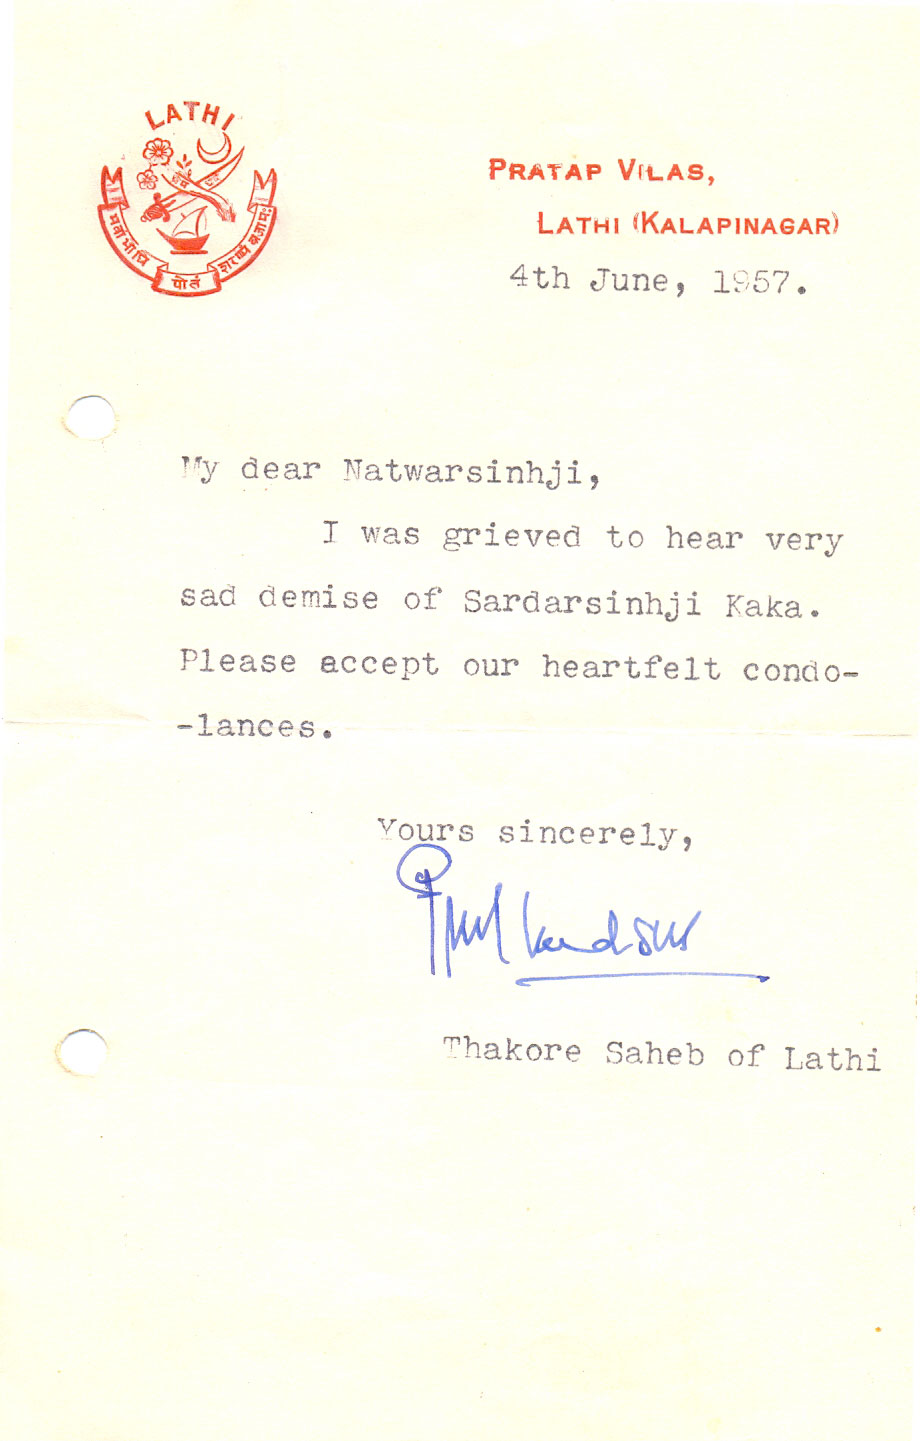 LATHI
पोतं
PRATAP VILAS,
LATHI (KALAPINAGAR)
4th June, 1957.
My dear Natwarsinhji,
I was grieved to hear very
sad demise of Sardarsinhji Kaka.
Please accept our heartfelt condo-
-lances.
Yours sincerely,
Thakore Saheb of Lathi